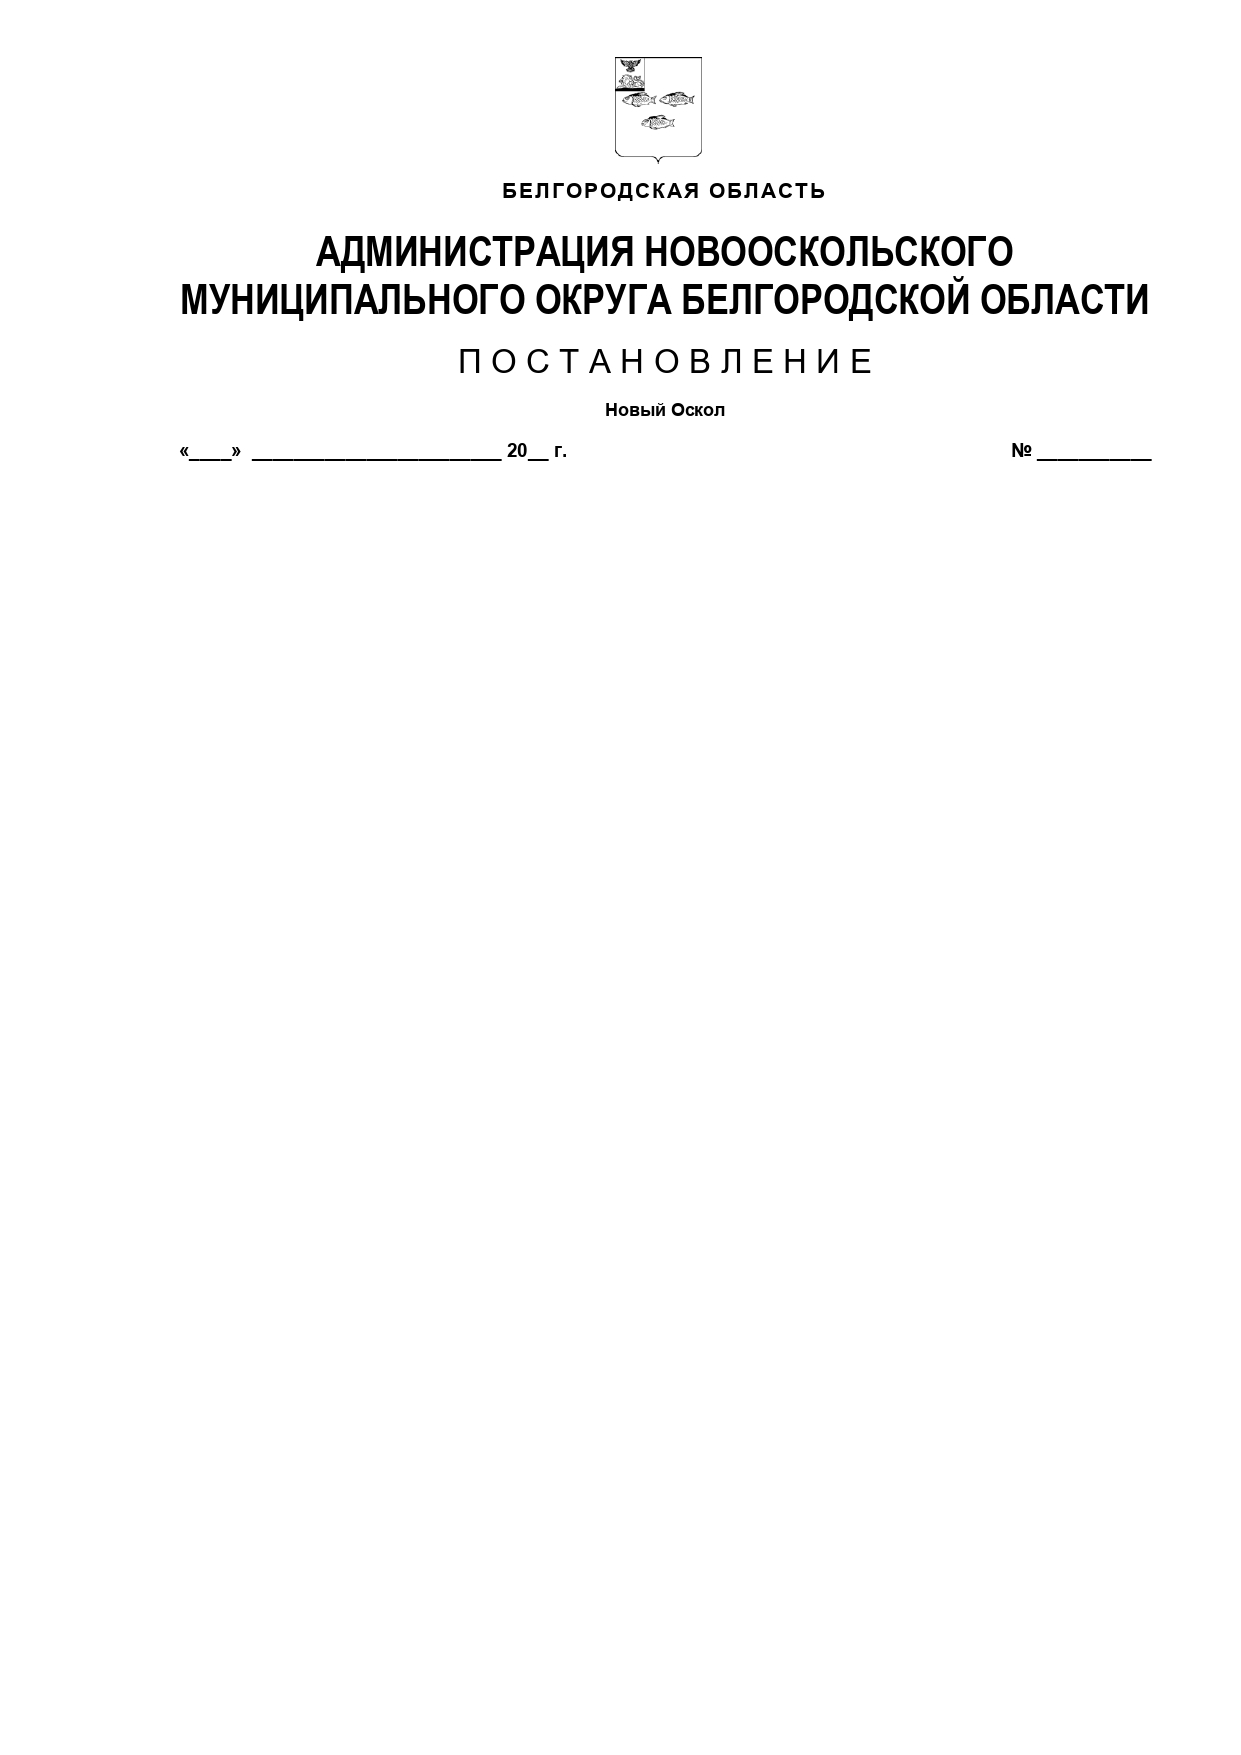 БЕЛГОРОДСКАЯ ОБЛАСТЬ
АДМИНИСТРАЦИЯ НОВООСКОЛЬСКОГО
МУНИЦИПАЛЬНОГО ОКРУГА БЕЛГОРОДСКОЙ ОБЛАСТИ
П О С Т А Н О В Л Е Н И Е
Новый Оскол
«____» ________________________ 20__ г. № ___________